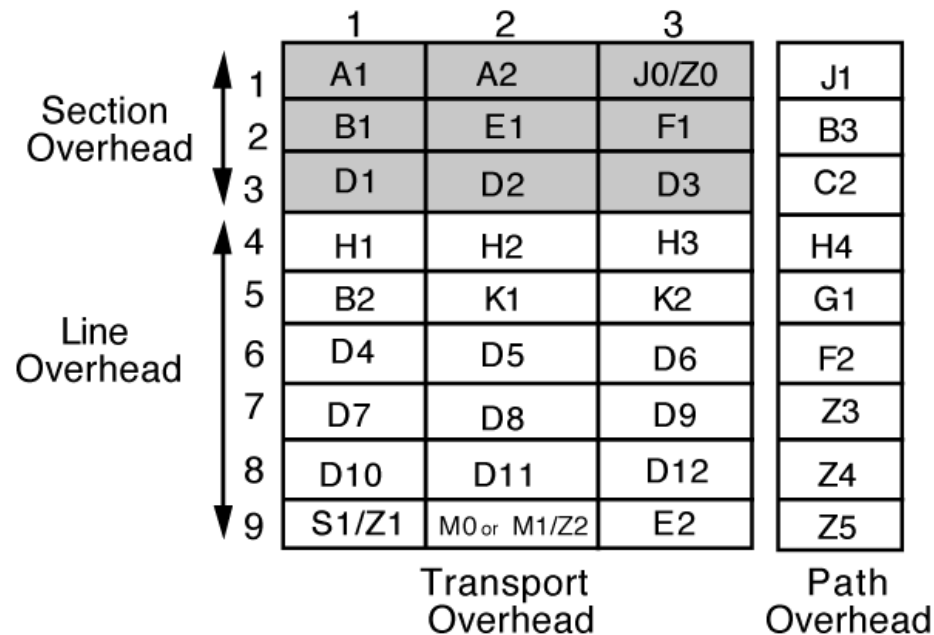 1 2 3
Section
Overhead
1 A1 A2 J0/Z0 J1
2 B1 E1 F1 B3
3 D1 D2 D3 C2
Line
Overhead
4 H1 H2 H3 H4
5 B2 K1 K2 G1
6 D4 D5 D6 F2
7 D7 D8 D9 Z3
8 D10 D11 D12 Z4
9 S1/Z1 M0 or M1/Z2 E2 Z5
Transport
Overhead
Path
Overhead